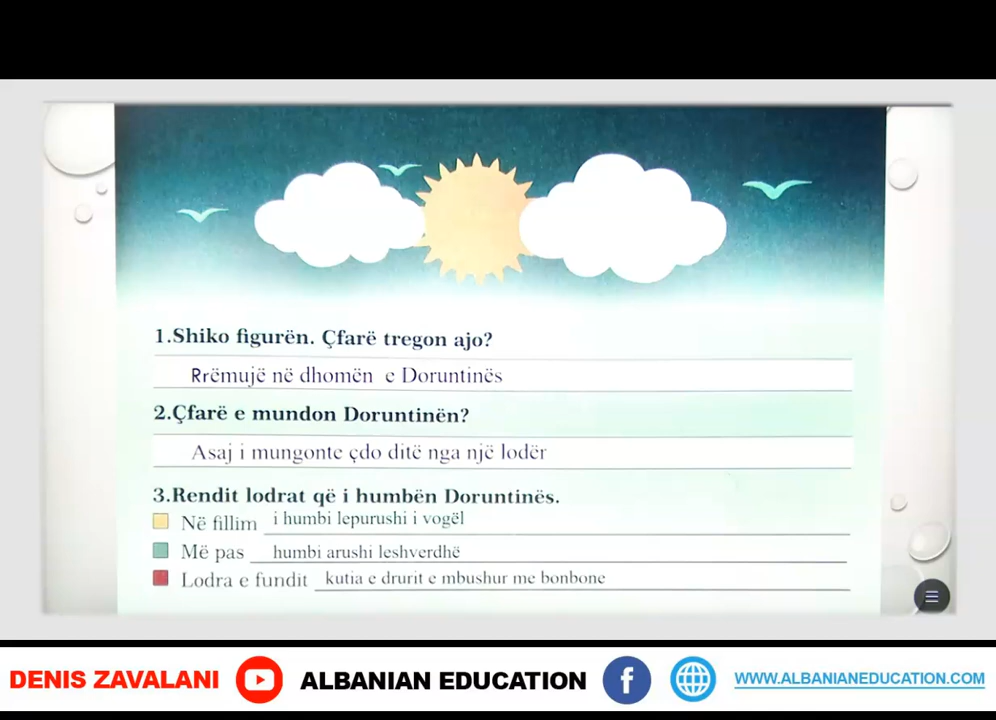 1.Shiko figurën. Çfarë tregon ajo?
Rrëmujë në dhomën e Doruntinës
2.Çfarë e mundon Doruntinën?
Asaj i mungonte çdo ditë nga një lodër
3.Rendit lodrat që i humbën Doruntinës.
Në fillim i humbi lepurushi i vogël
Më pas humbi arushi leshverdhë
Lodra e fundit kutia e drurit e mbushur me bonbone
DENIS ZAVALANI ALBANIAN EDUCATION WWW.ALBANIANEDUCATION.COM